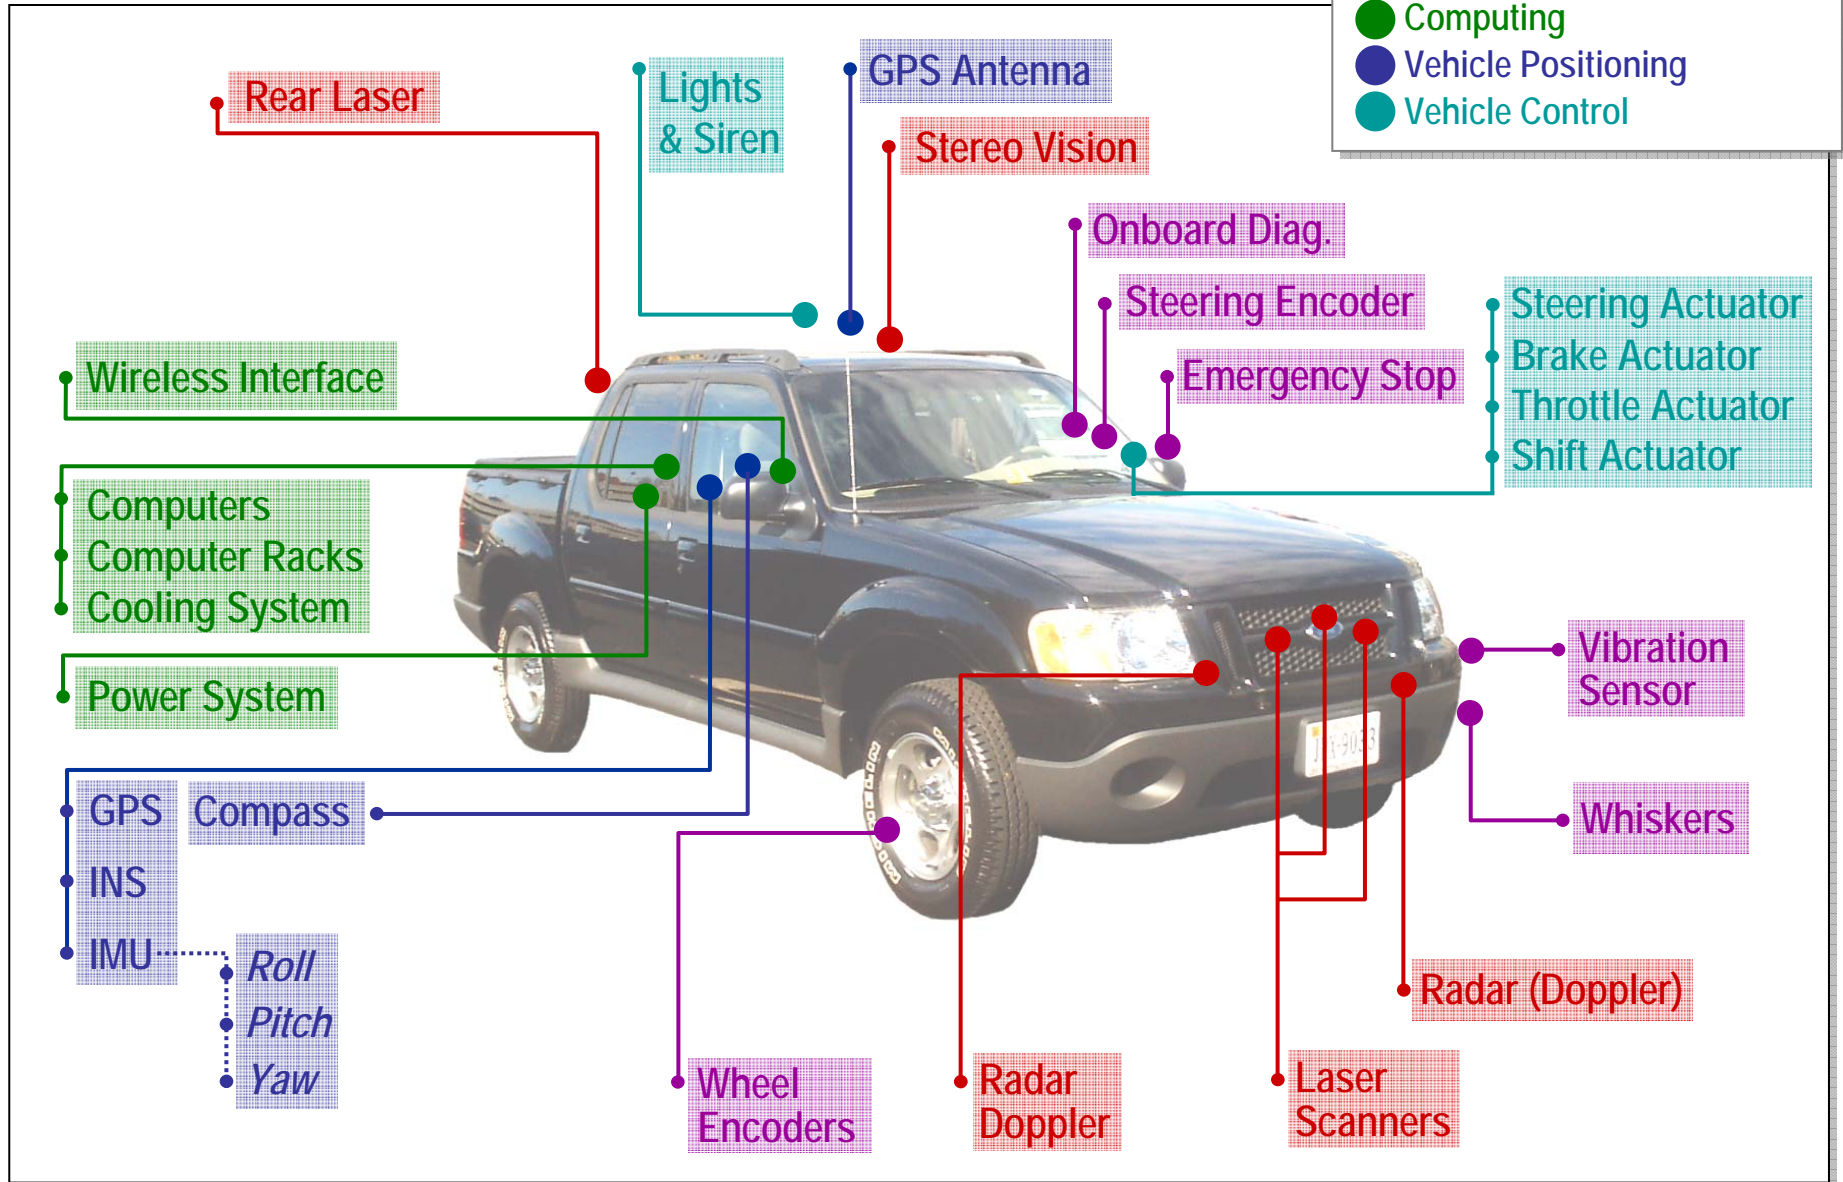 Computing
Vehicle Positioning
Vehicle Control
Rear Laser
Lights
& Siren
GPS Antenna
Stereo Vision
Onboard Diag.
Steering Encoder
Emergency Stop
Steering Actuator
Brake Actuator
Throttle Actuator
Shift Actuator
Wireless Interface
Computers
Computer Racks
Cooling System
Power System
GPS
Compass
INS
IMU
Roll
Pitch
Yaw
Vibration
Sensor
Whiskers
Radar (Doppler)
Wheel
Encoders
Radar
Doppler
Laser
Scanners